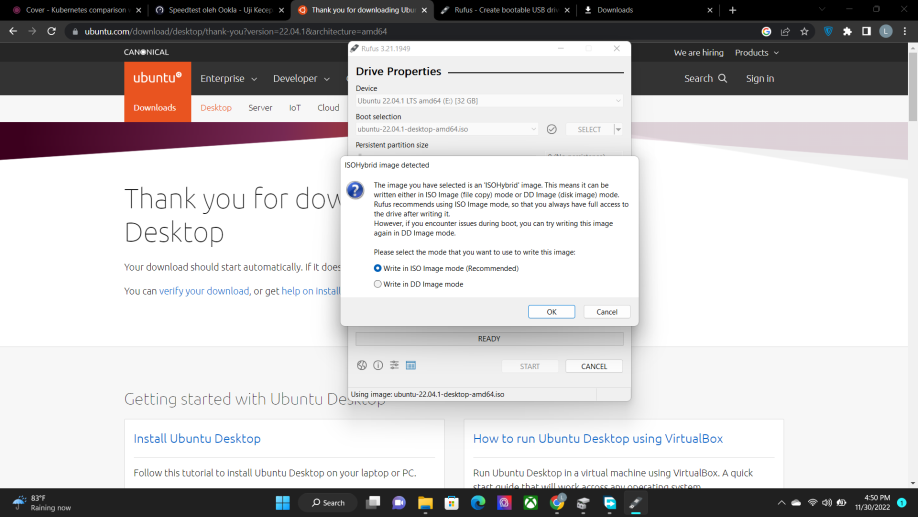 Cover - Kubernetes comparison
Speedtest oleh Ookla - Uji Kecep
Thank you for downloading Ubu
Rufus - Create bootable USB driv
Downloads
ubuntu.com/download/desktop/thank-you?version=22.04.1&architecture=amd64
L
CANONICAL
We are hiring
Products
ubuntu
Enterprise
Developer
Search
Sign in
Downloads
Desktop
Server
IoT
Cloud
Thank you for dow
Desktop
Your download should start automatically. If it does
You can verify your download, or get help on install
Rufus 3.21.1949
Drive Properties
Device
Ubuntu 22.04.1 LTS amd64 (E:) [32 GB]
Boot selection
ubuntu-22.04.1-desktop-amd64.iso
SELECT
Persistent partition size
ISOHybrid image detected
The image you have selected is an 'ISOHybrid' image. This means it can be
written either in ISO Image (file copy) mode or DD Image (disk image) mode.
Rufus recommends using ISO Image mode, so that you always have full access to
the drive after writing it.
However, if you encounter issues during boot, you can try writing this image
again in DD Image mode.
Please select the mode that you want to use to write this image:
Write in ISO Image mode (Recommended)
Write in DD Image mode
OK
Cancel
READY
START
CANCEL
Using image: ubuntu-22.04.1-desktop-amd64.iso
Getting started with Ubuntu Desktop
Install Ubuntu Desktop
Follow this tutorial to install Ubuntu Desktop on your laptop or PC.
How to run Ubuntu Desktop using VirtualBox
Run Ubuntu Desktop in a virtual machine using VirtualBox. A quick
start guide that will work across any operating system.
83°F
Raining now
Search
4:50 PM
11/30/2022
1